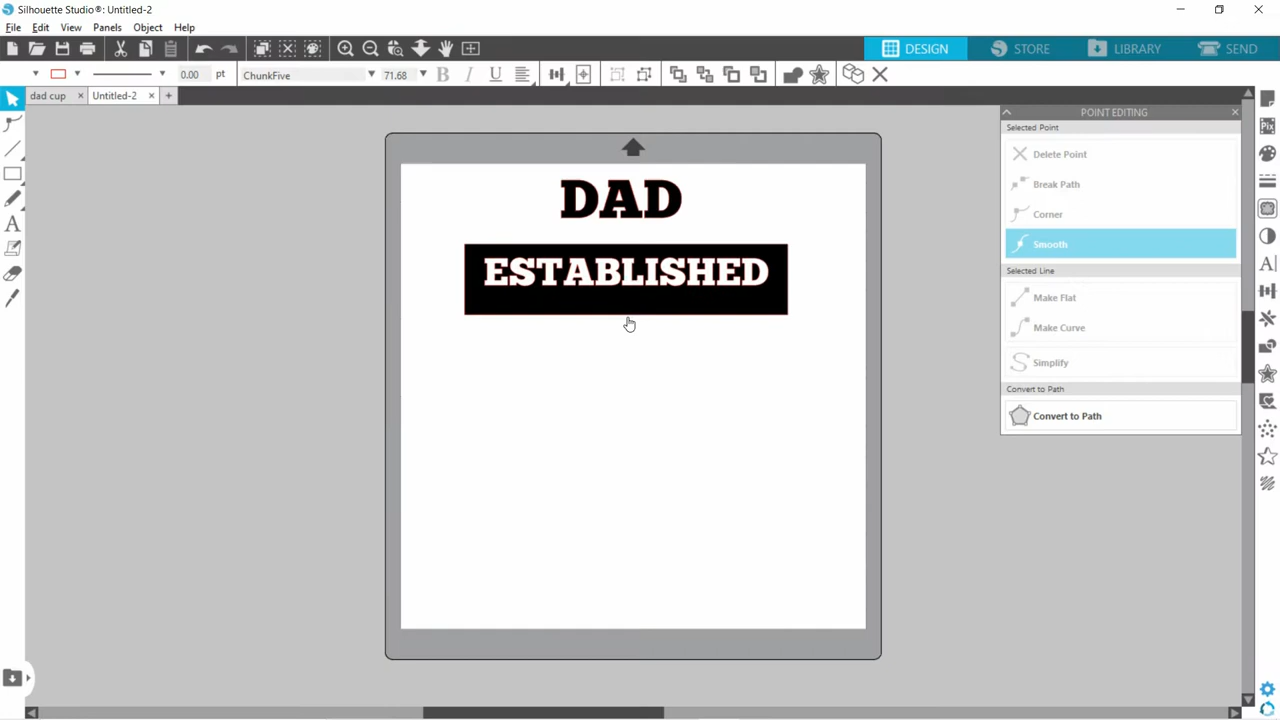 Silhouette Studio®: Untitled-2
File Edit View Panels Object Help
DESIGN STORE LIBRARY SEND
0.00 pt ChunkFive 71.68 B I U
dad cup Untitled-2
POINT EDITING
Selected Point
Delete Point
Break Path
Corner
Smooth
Selected Line
Make Flat
Make Curve
Simplify
Convert to Path
Convert to Path
DAD
ESTABLISHED